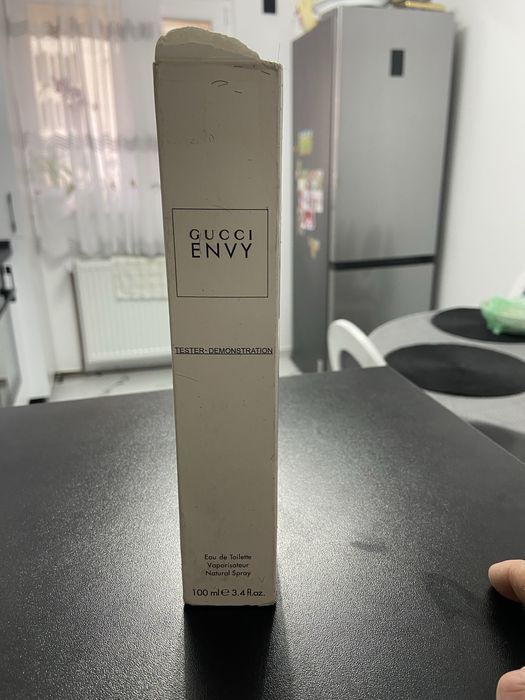 GUCCI
ENVY
TESTER-DEMONSTRATION
Eau de Toilette
Vaporisateur
Natural Spray
100 ml ℮ 3.4 fl.oz.